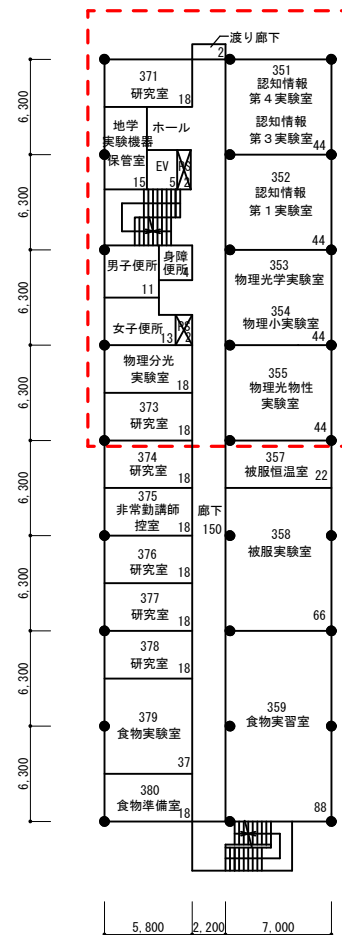 渡り廊下
2
371
研究室
18
351
認知情報
第4実験室
認知情報
第3実験室
44
地学
実験機器
保管室
15
ホール
EV
5
PS
2
352
認知情報
第1実験室
44
男子便所
11
身障
便所
4
353
物理光学実験室
354
物理小実験室
44
女子便所
13
PS
2
物理分光
実験室
18
355
物理光物性
実験室
44
373
研究室
18
374
研究室
18
357
被服恒温室
22
375
非常勤講師
控室
18
廊下
150
358
被服実験室
66
376
研究室
18
377
研究室
18
378
研究室
18
379
食物実験室
37
359
食物実習室
88
380
食物準備室
18
6,300
6,300
6,300
6,300
6,300
6,300
6,300
6,300
5,800
2,200
7,000